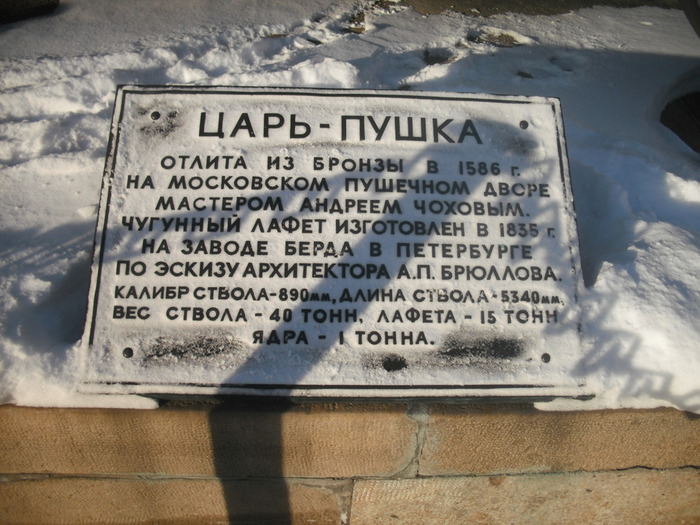 ЦАРЬ-ПУШКА
ОТЛИТА ИЗ БРОНЗЫ В 1586 г.
НА МОСКОВСКОМ ПУШЕЧНОМ ДВОРЕ
МАСТЕРОМ АНДРЕЕМ ЧОХОВЫМ.
ЧУГУННЫЙ ЛАФЕТ ИЗГОТОВЛЕН В 1835 г.
НА ЗАВОДЕ БЕРДА В ПЕТЕРБУРГЕ
ПО ЭСКИЗУ АРХИТЕКТОРА А.П. БРЮЛЛОВА.
КАЛИБР СТВОЛА-890мм, ДЛИНА СТВОЛА-5340мм,
ВЕС СТВОЛА - 40 ТОНН, ЛАФЕТА - 15 ТОНН
ЯДРА - 1 ТОННА.